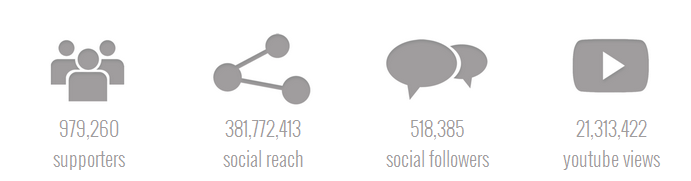 979,260 381,772,413 518,385 21,313,422
supporters social reach social followers youtube views